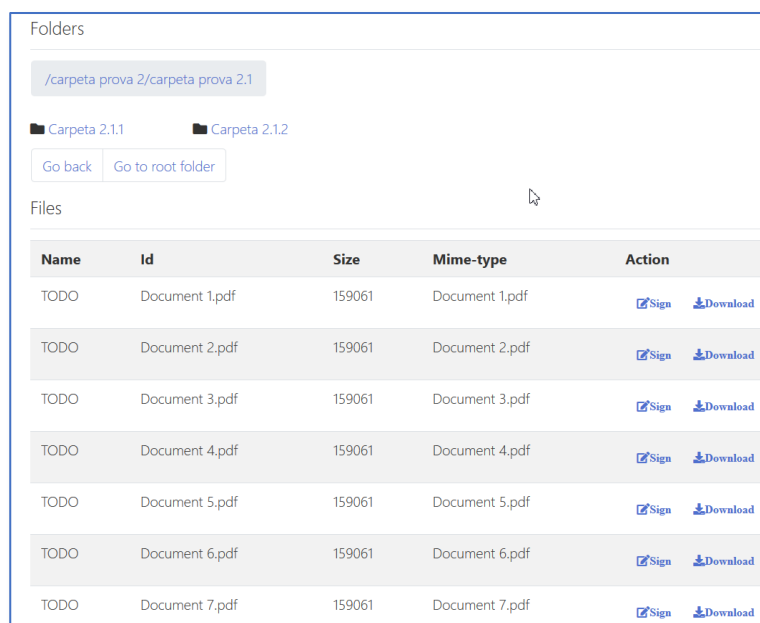 Folders
/carpeta prova 2/carpeta prova 2.1
Carpeta 2.1.1 Carpeta 2.1.2
Go back Go to root folder
Files
Name Id Size Mime-type Action
TODO Document 1.pdf 159061 Document 1.pdf Sign Download
TODO Document 2.pdf 159061 Document 2.pdf Sign Download
TODO Document 3.pdf 159061 Document 3.pdf Sign Download
TODO Document 4.pdf 159061 Document 4.pdf Sign Download
TODO Document 5.pdf 159061 Document 5.pdf Sign Download
TODO Document 6.pdf 159061 Document 6.pdf Sign Download
TODO Document 7.pdf 159061 Document 7.pdf Sign Download